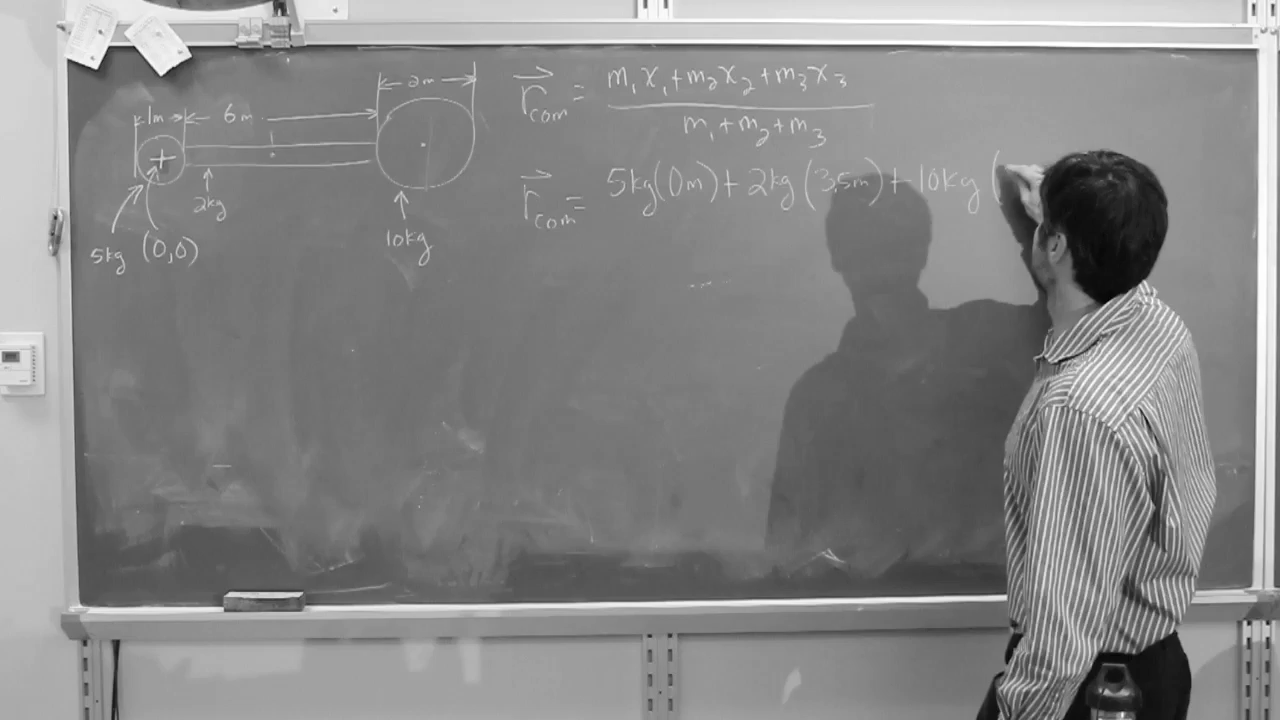 1m 6m 2m
2kg
5kg (0,0)
10kg
r com = m1x1+m2x2+m3x3
m1+m2+m3
r com = 5kg(0m)+2kg(3.5m)+10kg(